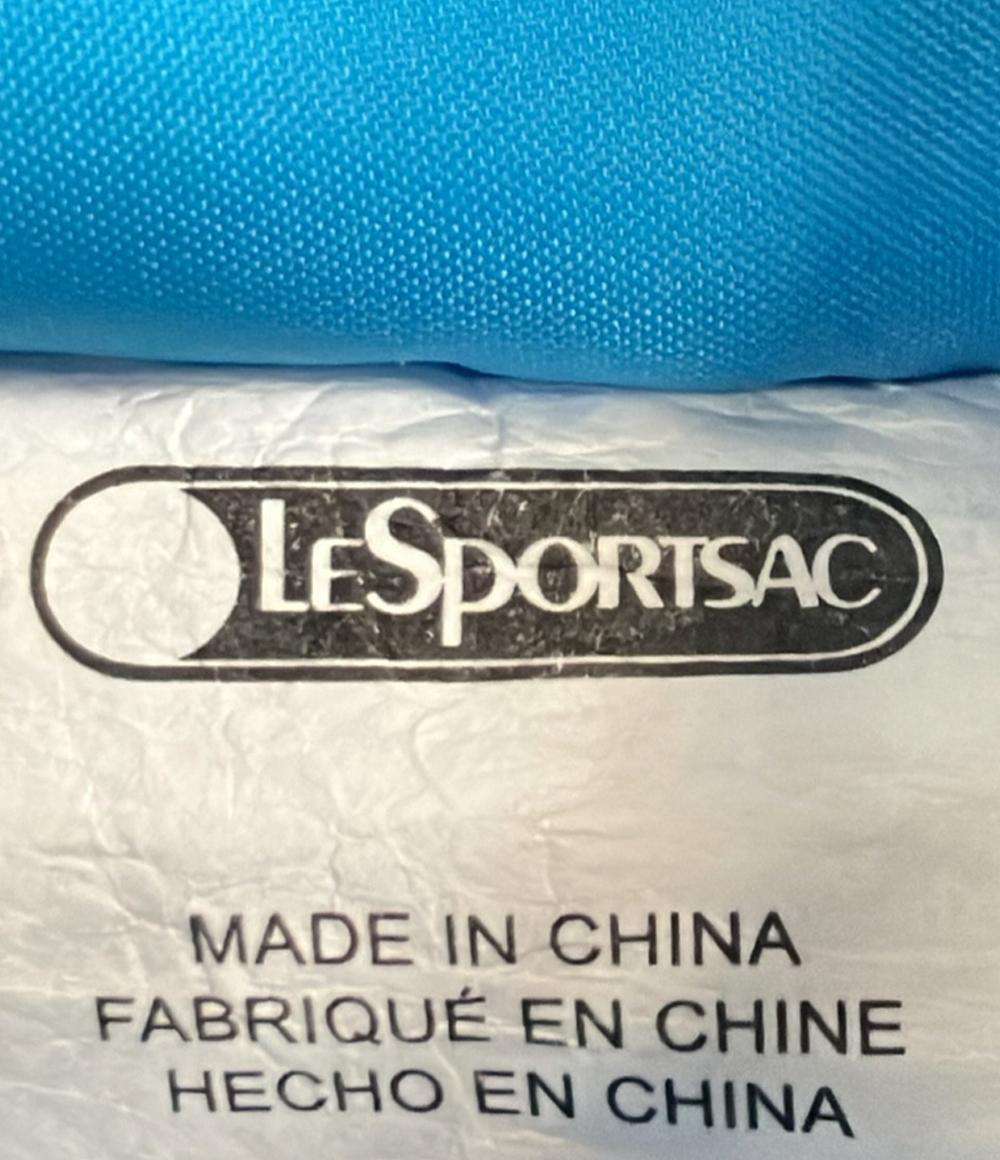 LESPORTSAC
MADE IN CHINA
FABRIQUÉ EN CHINE
HECHO EN CHINA